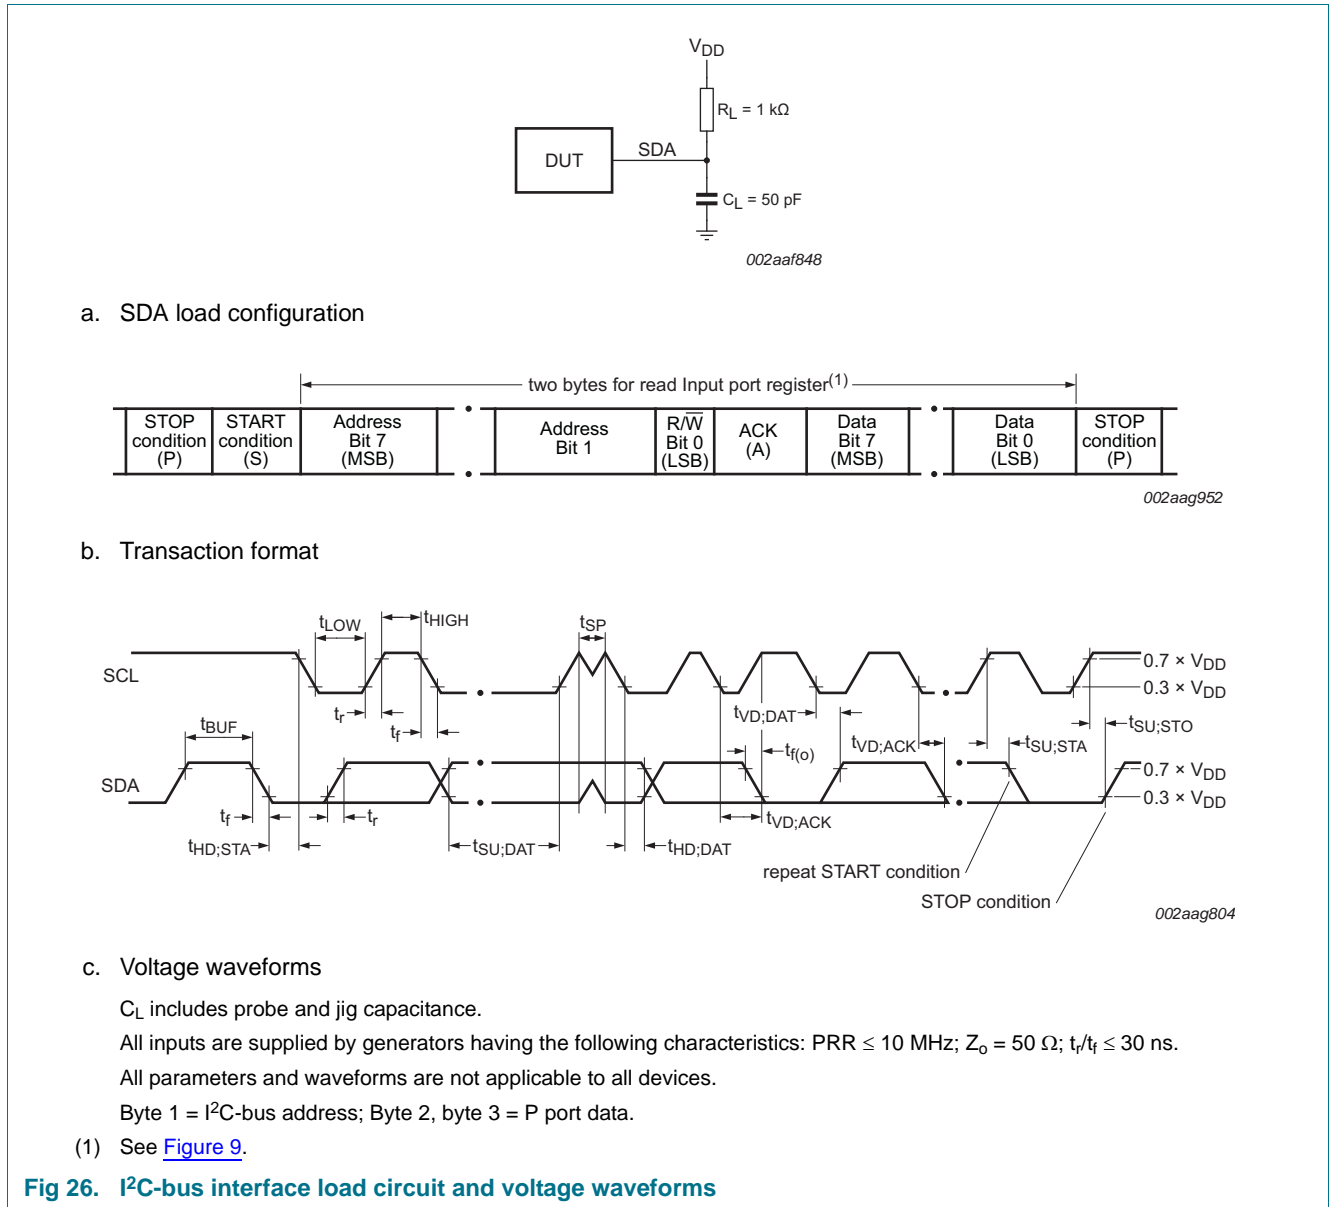 VDD
RL = 1 kΩ
DUT
SDA
CL = 50 pF
002aaf848
a. SDA load configuration
two bytes for read Input port register(1)
STOP condition (P)
START condition (S)
Address Bit 7 (MSB)
Address Bit 1
R/W̅ Bit 0 (LSB)
ACK (A)
Data Bit 7 (MSB)
Data Bit 0 (LSB)
STOP condition (P)
002aag952
b. Transaction format
tLOW
tHIGH
tSP
SCL
0.7 × VDD
0.3 × VDD
tr
tf
tVD;DAT
tBUF
tf(o)
tVD;ACK
tSU;STA
tSU;STO
SDA
0.7 × VDD
0.3 × VDD
tf
tr
tVD;ACK
tHD;STA
tSU;DAT
tHD;DAT
repeat START condition
STOP condition
002aag804
c. Voltage waveforms
CL includes probe and jig capacitance.
All inputs are supplied by generators having the following characteristics: PRR ≤ 10 MHz; Zo = 50 Ω; tr/tf ≤ 30 ns.
All parameters and waveforms are not applicable to all devices.
Byte 1 = I2C-bus address; Byte 2, byte 3 = P port data.
(1) See Figure 9.
Fig 26. I2C-bus interface load circuit and voltage waveforms